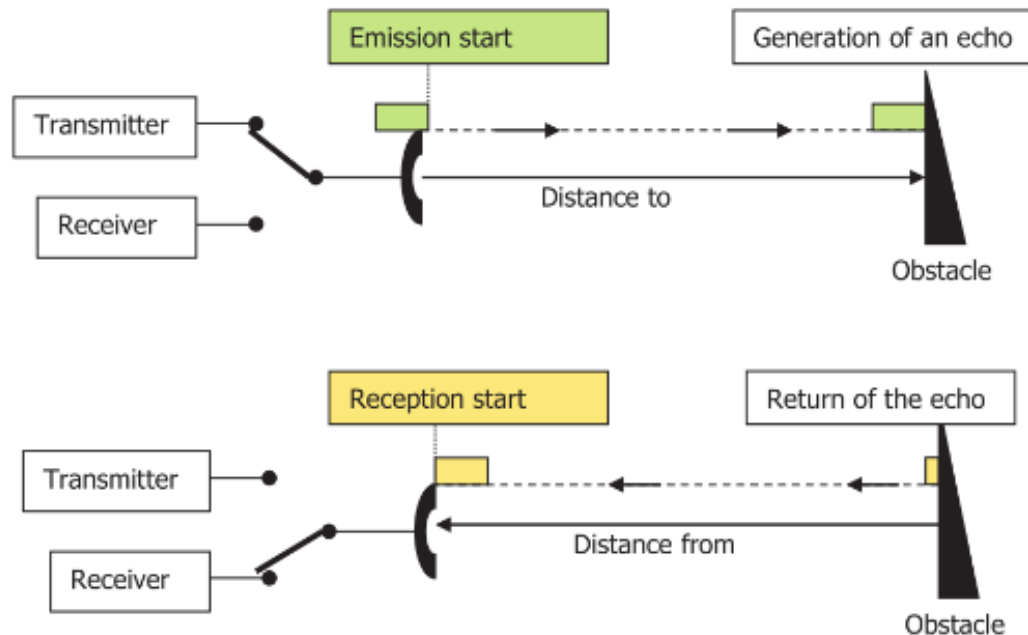 Emission start
Generation of an echo
Transmitter
Distance to
Receiver
Obstacle
Reception start
Return of the echo
Transmitter
Distance from
Receiver
Obstacle